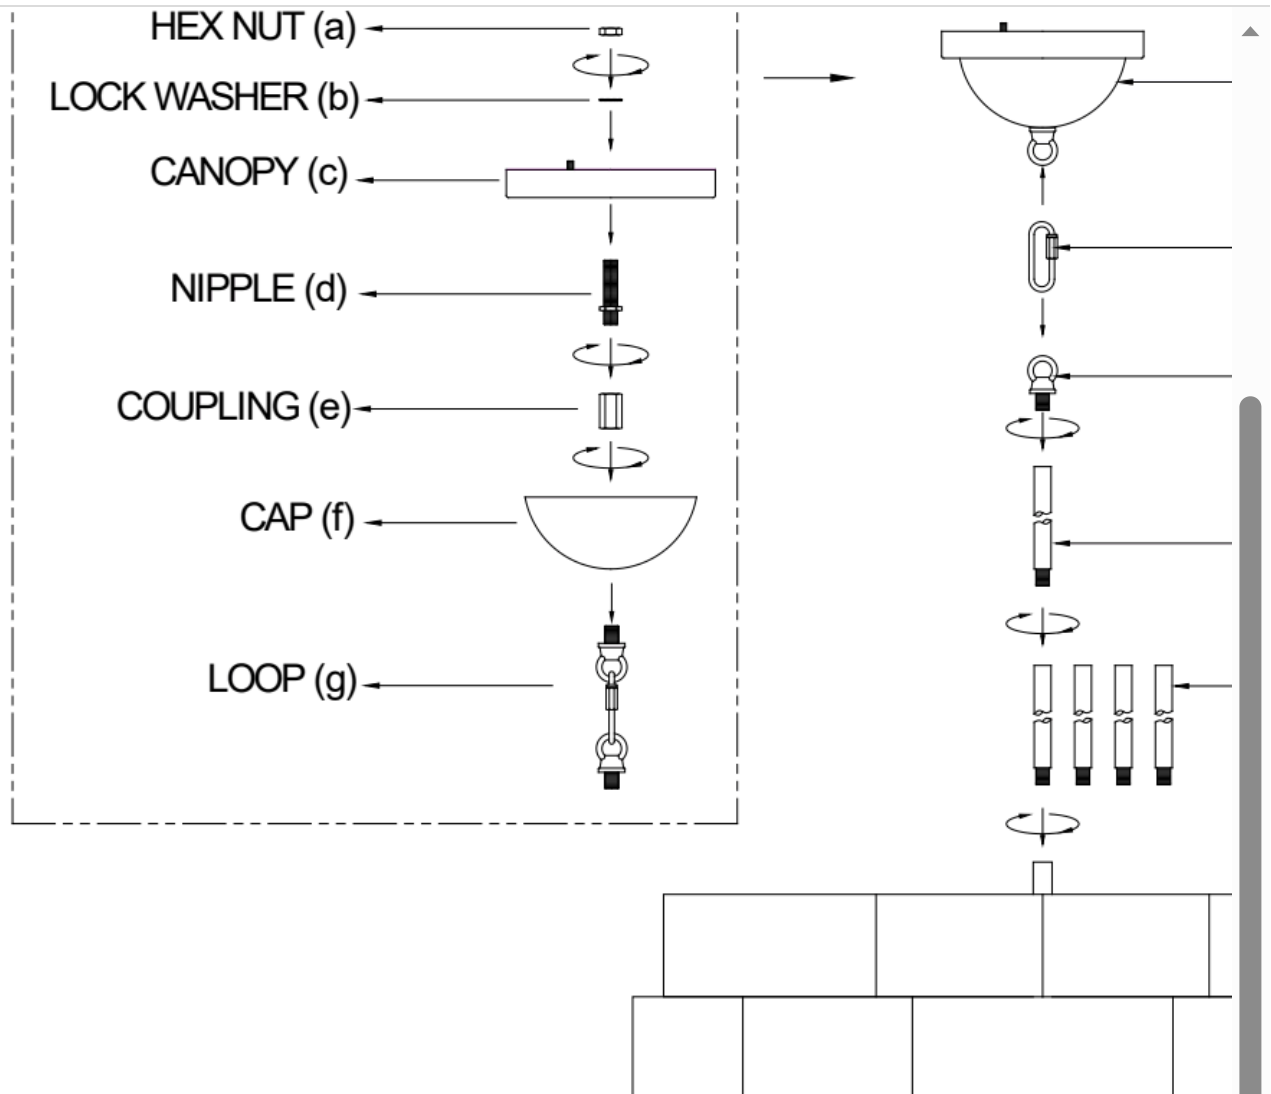 HEX NUT (a)
LOCK WASHER (b)
CANOPY (c)
NIPPLE (d)
COUPLING (e)
CAP (f)
LOOP (g)